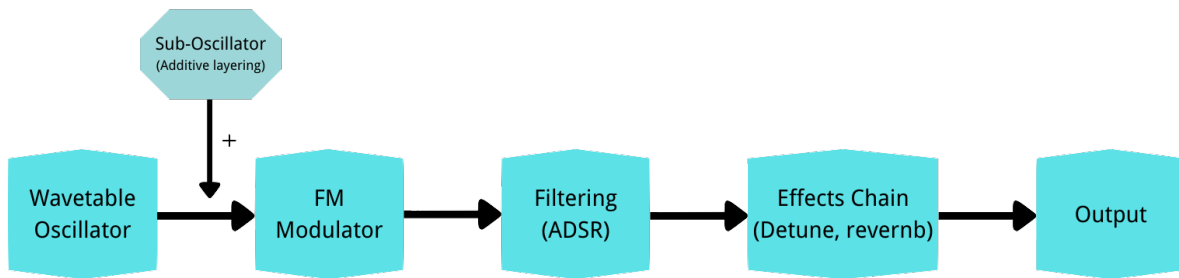 Sub-Oscillator
(Additive layering)
+
Wavetable
Oscillator
FM
Modulator
Filtering
(ADSR)
Effects Chain
(Detune, revernb)
Output